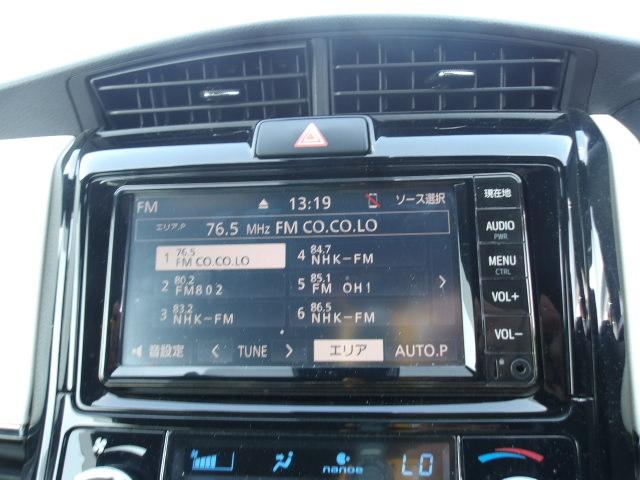 FM 13:19 ソース選択
エリア.P 76.5 MHz FM CO.CO.LO
1 76.5 FM CO.CO.LO 4 84.7 NHK-FM
2 80.2 FM802 5 85.1 FM OH!
3 83.2 NHK-FM 6 86.5 NHK-FM
音設定 < TUNE > エリア AUTO.P
現在地
AUDIO
PWR
MENU
CTRL
VOL+
VOL-
nanoe LO